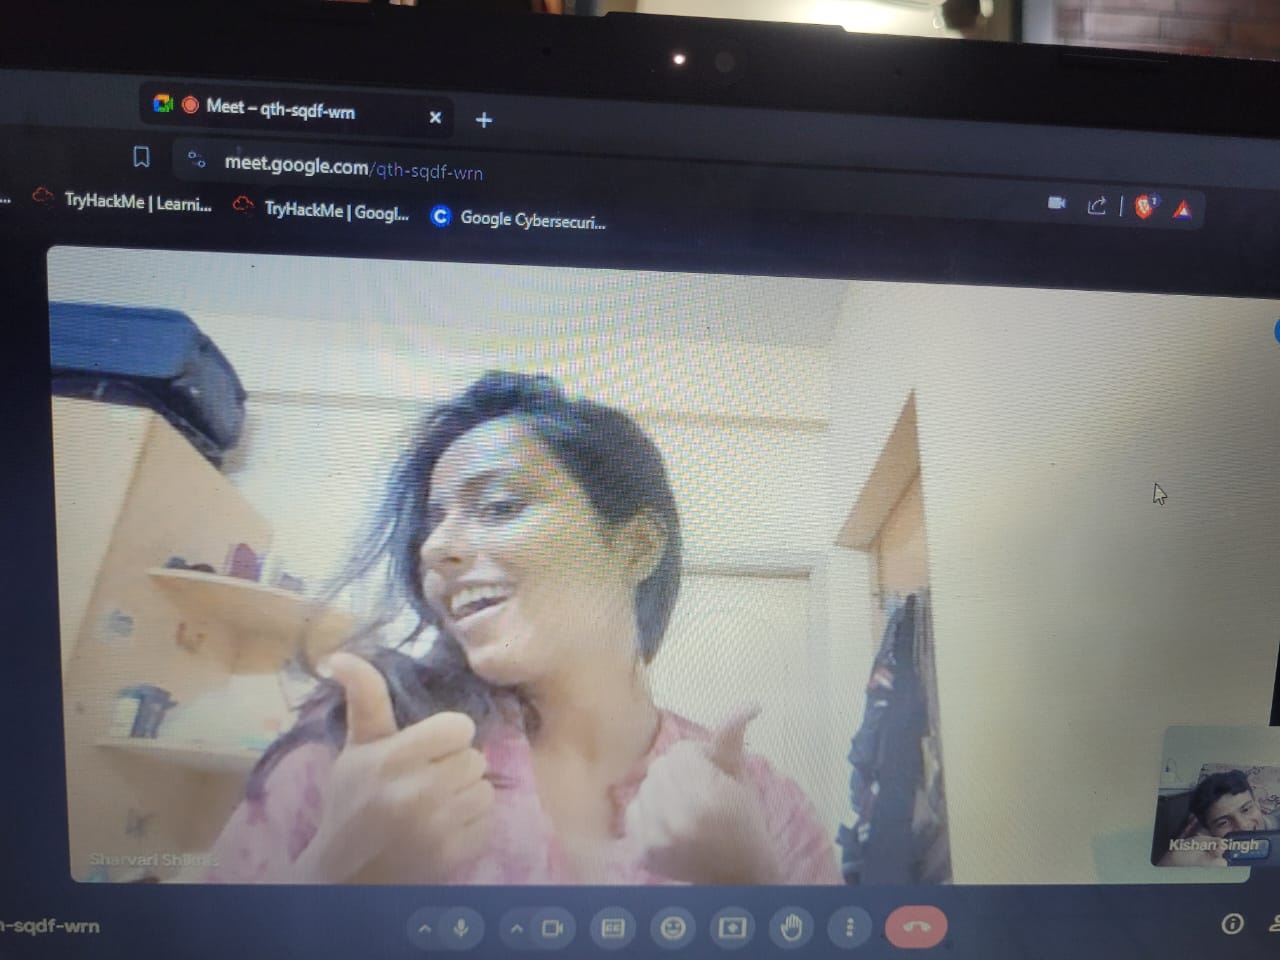 Meet – qth-sqdf-wrn
meet.google.com/qth-sqdf-wrn
TryHackMe | Learni... TryHackMe | Googl... Google Cybersecuri...
Sharvari
Kishan Singh
-sqdf-wrn